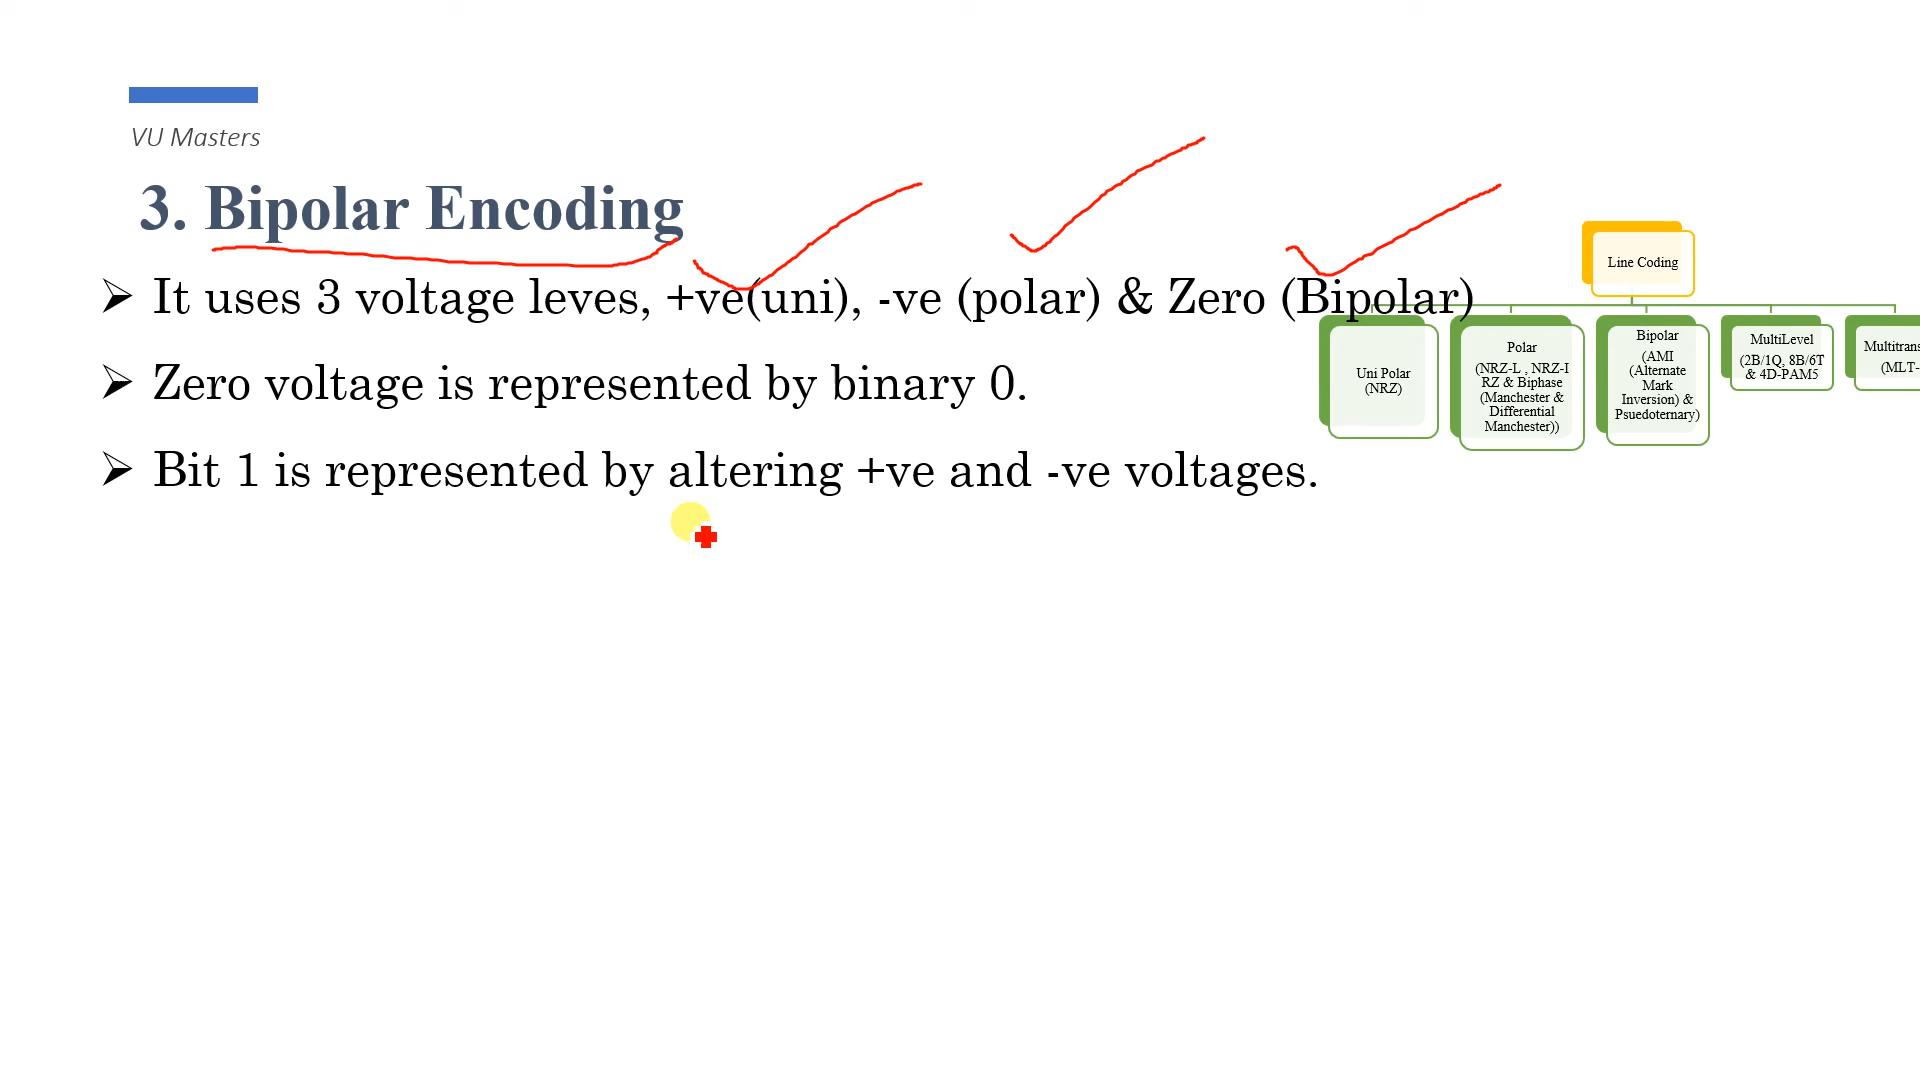 VU Masters
3. Bipolar Encoding
➢ It uses 3 voltage leves, +ve(uni), -ve (polar) & Zero (Bipolar)
➢ Zero voltage is represented by binary 0.
➢ Bit 1 is represented by altering +ve and -ve voltages.
Line Coding
Uni Polar
(NRZ)
Polar
(NRZ-L , NRZ-I
RZ & Biphase
(Manchester &
Differential
Manchester))
Bipolar
(AMI
(Alternate
Mark
Inversion) &
Psuedoternary)
MultiLevel
(2B/1Q, 8B/6T
& 4D-PAM5
Multitrans
(MLT-